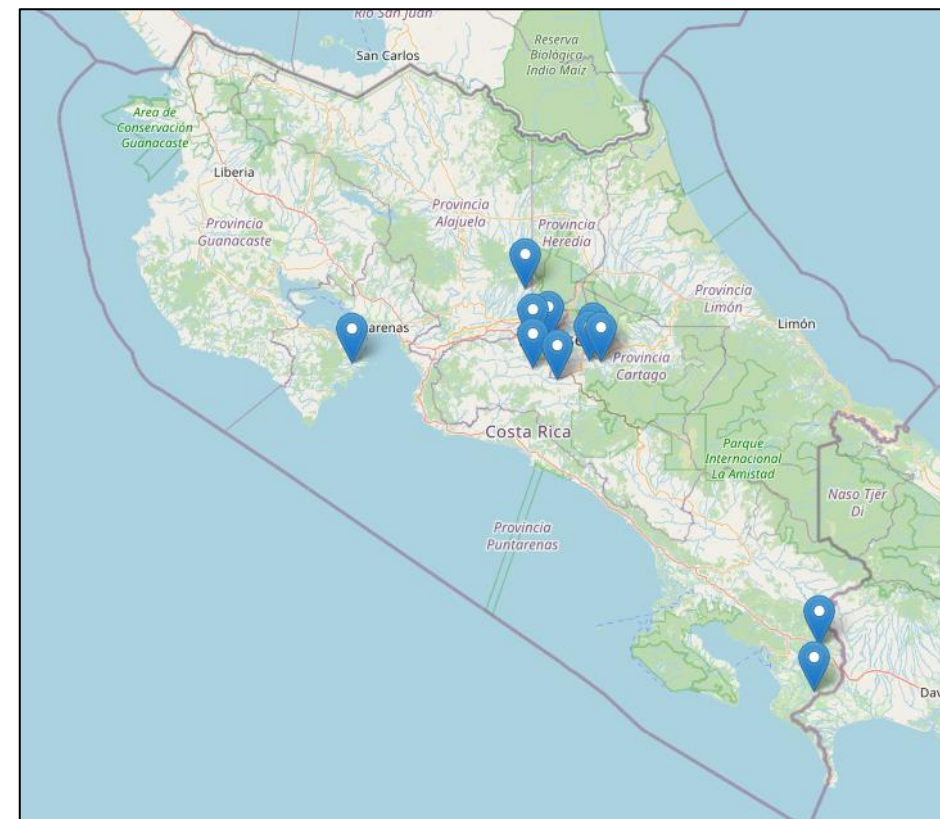 Río San Juan
San Carlos
Reserva
Biológica
Indio Maíz
Area de
Conservación
Guanacaste
Liberia
Provincia
Guanacaste
Provincia
Alajuela
Provincia
Heredia
Provincia
Limón
Limón
arenas
Provincia
Cartago
Costa Rica
Parque
Internacional
La Amistad
Naso Tjër
Di
Provincia
Puntarenas
Dav